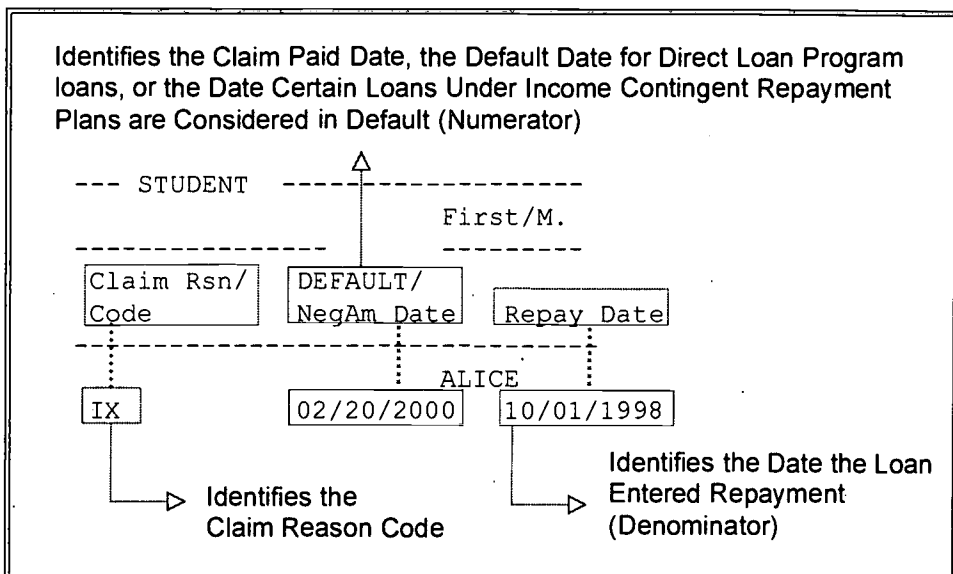 Identifies the Claim Paid Date, the Default Date for Direct Loan Program
loans, or the Date Certain Loans Under Income Contingent Repayment
Plans are Considered in Default (Numerator)
--- STUDENT -------------------
First/M.
---------------- ---------
Claim Rsn/ DEFAULT/
Code NegAm Date Repay Date
---------------------------------
ALICE
IX 02/20/2000 10/01/1998
Identifies the
Claim Reason Code
Identifies the Date the Loan
Entered Repayment
(Denominator)